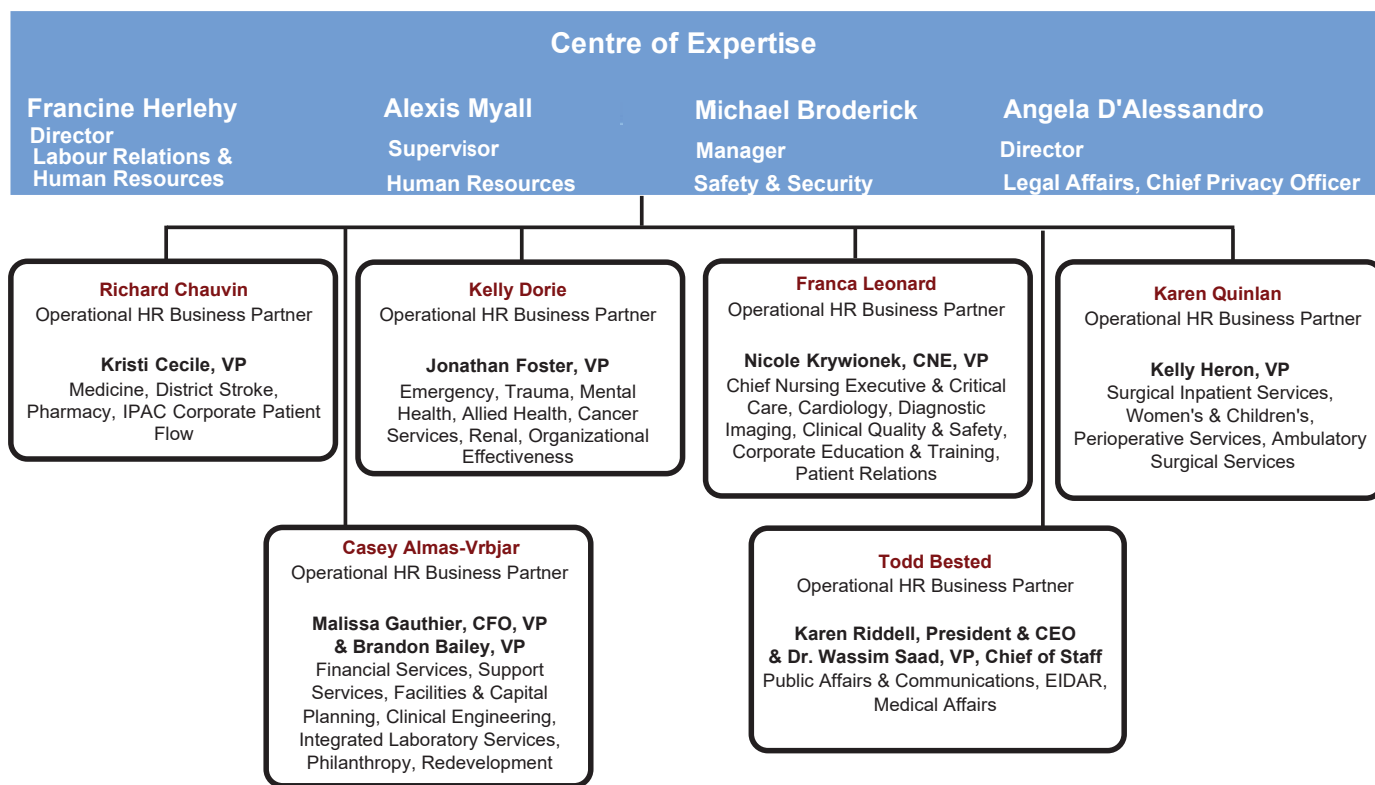 Centre of Expertise
Francine Herlehy
Director
Labour Relations &
Human Resources
Alexis Myall
Supervisor
Human Resources
Michael Broderick
Manager
Safety & Security
Angela D'Alessandro
Director
Legal Affairs, Chief Privacy Officer
Richard Chauvin
Operational HR Business Partner
Kristi Cecile, VP
Medicine, District Stroke,
Pharmacy, IPAC Corporate Patient
Flow
Kelly Dorie
Operational HR Business Partner
Jonathan Foster, VP
Emergency, Trauma, Mental
Health, Allied Health, Cancer
Services, Renal, Organizational
Effectiveness
Franca Leonard
Operational HR Business Partner
Nicole Krywionek, CNE, VP
Chief Nursing Executive & Critical
Care, Cardiology, Diagnostic
Imaging, Clinical Quality & Safety,
Corporate Education & Training,
Patient Relations
Karen Quinlan
Operational HR Business Partner
Kelly Heron, VP
Surgical Inpatient Services,
Women's & Children's,
Perioperative Services, Ambulatory
Surgical Services
Casey Almas-Vrbjar
Operational HR Business Partner
Malissa Gauthier, CFO, VP
& Brandon Bailey, VP
Financial Services, Support
Services, Facilities & Capital
Planning, Clinical Engineering,
Integrated Laboratory Services,
Philanthropy, Redevelopment
Todd Bested
Operational HR Business Partner
Karen Riddell, President & CEO
& Dr. Wassim Saad, VP, Chief of Staff
Public Affairs & Communications, EIDAR,
Medical Affairs